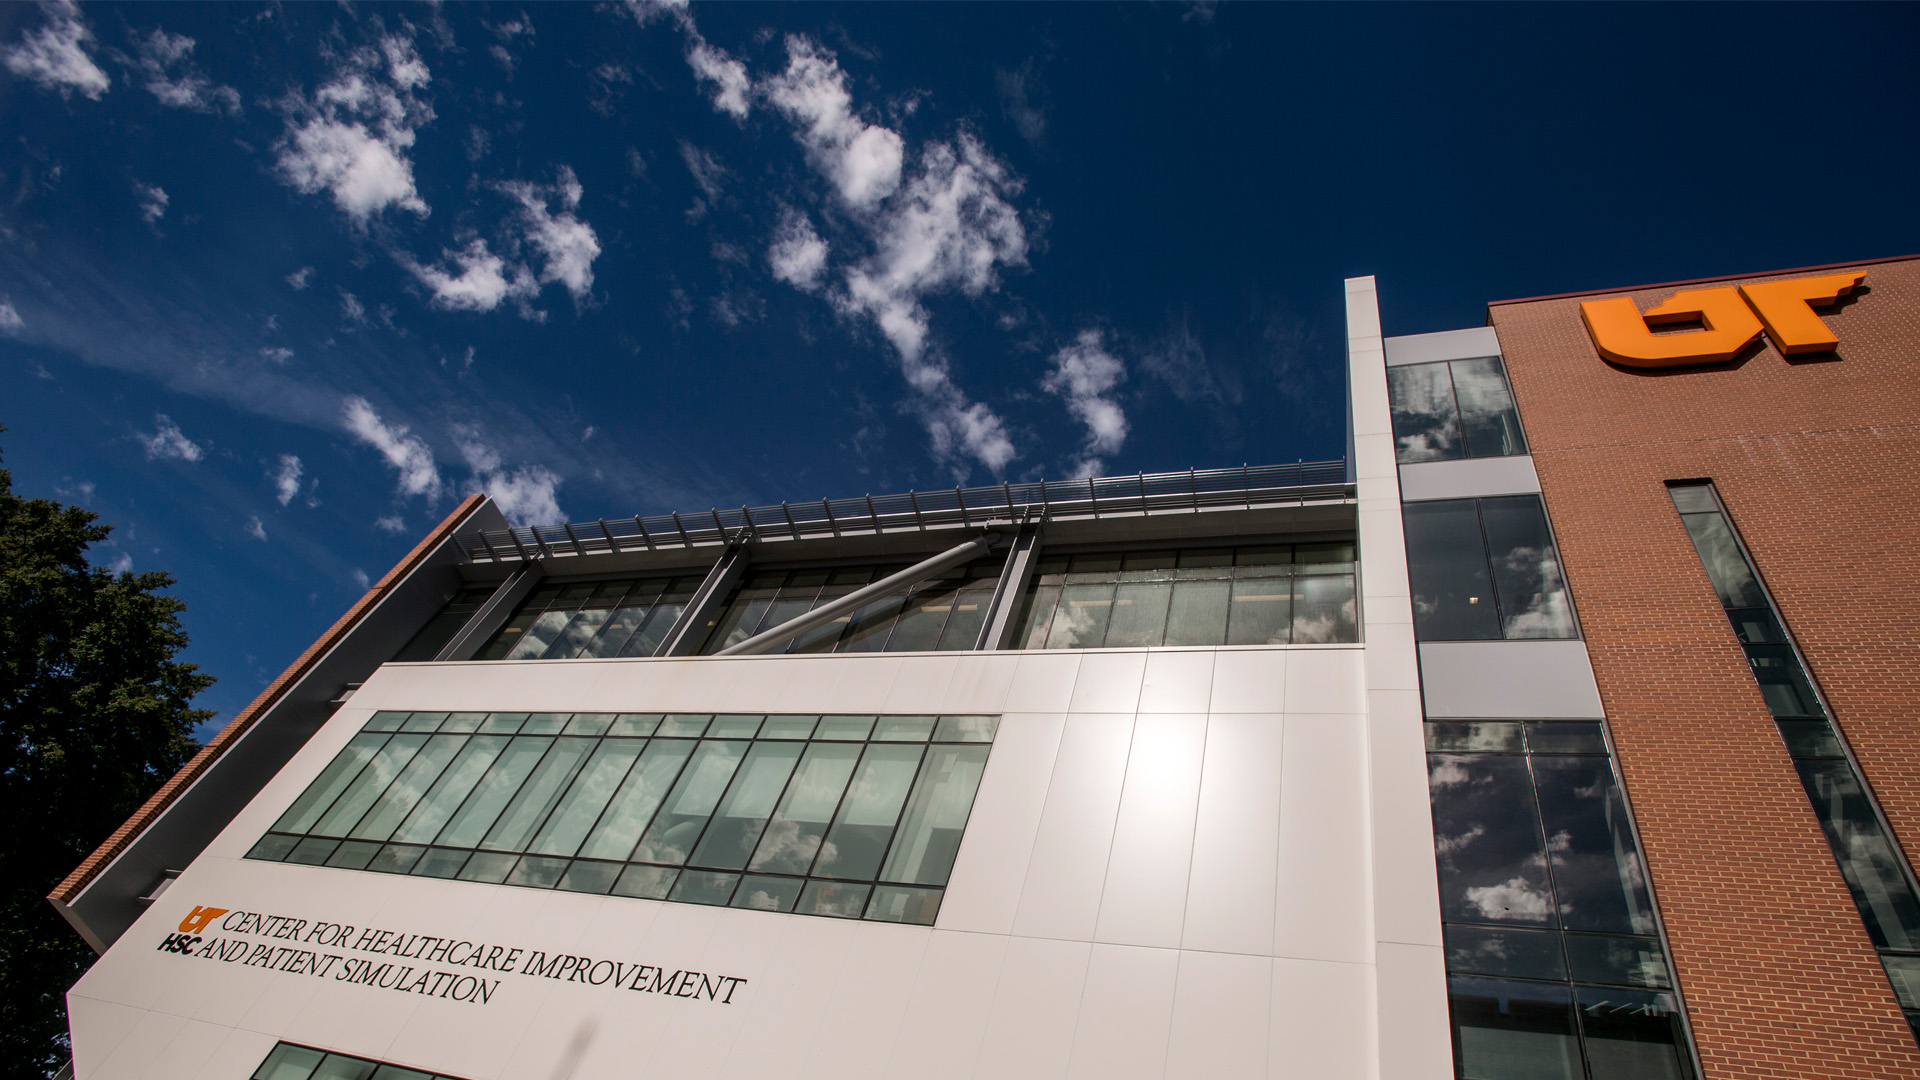 UT
UT CENTER FOR HEALTHCARE IMPROVEMENT
HSC AND PATIENT SIMULATION